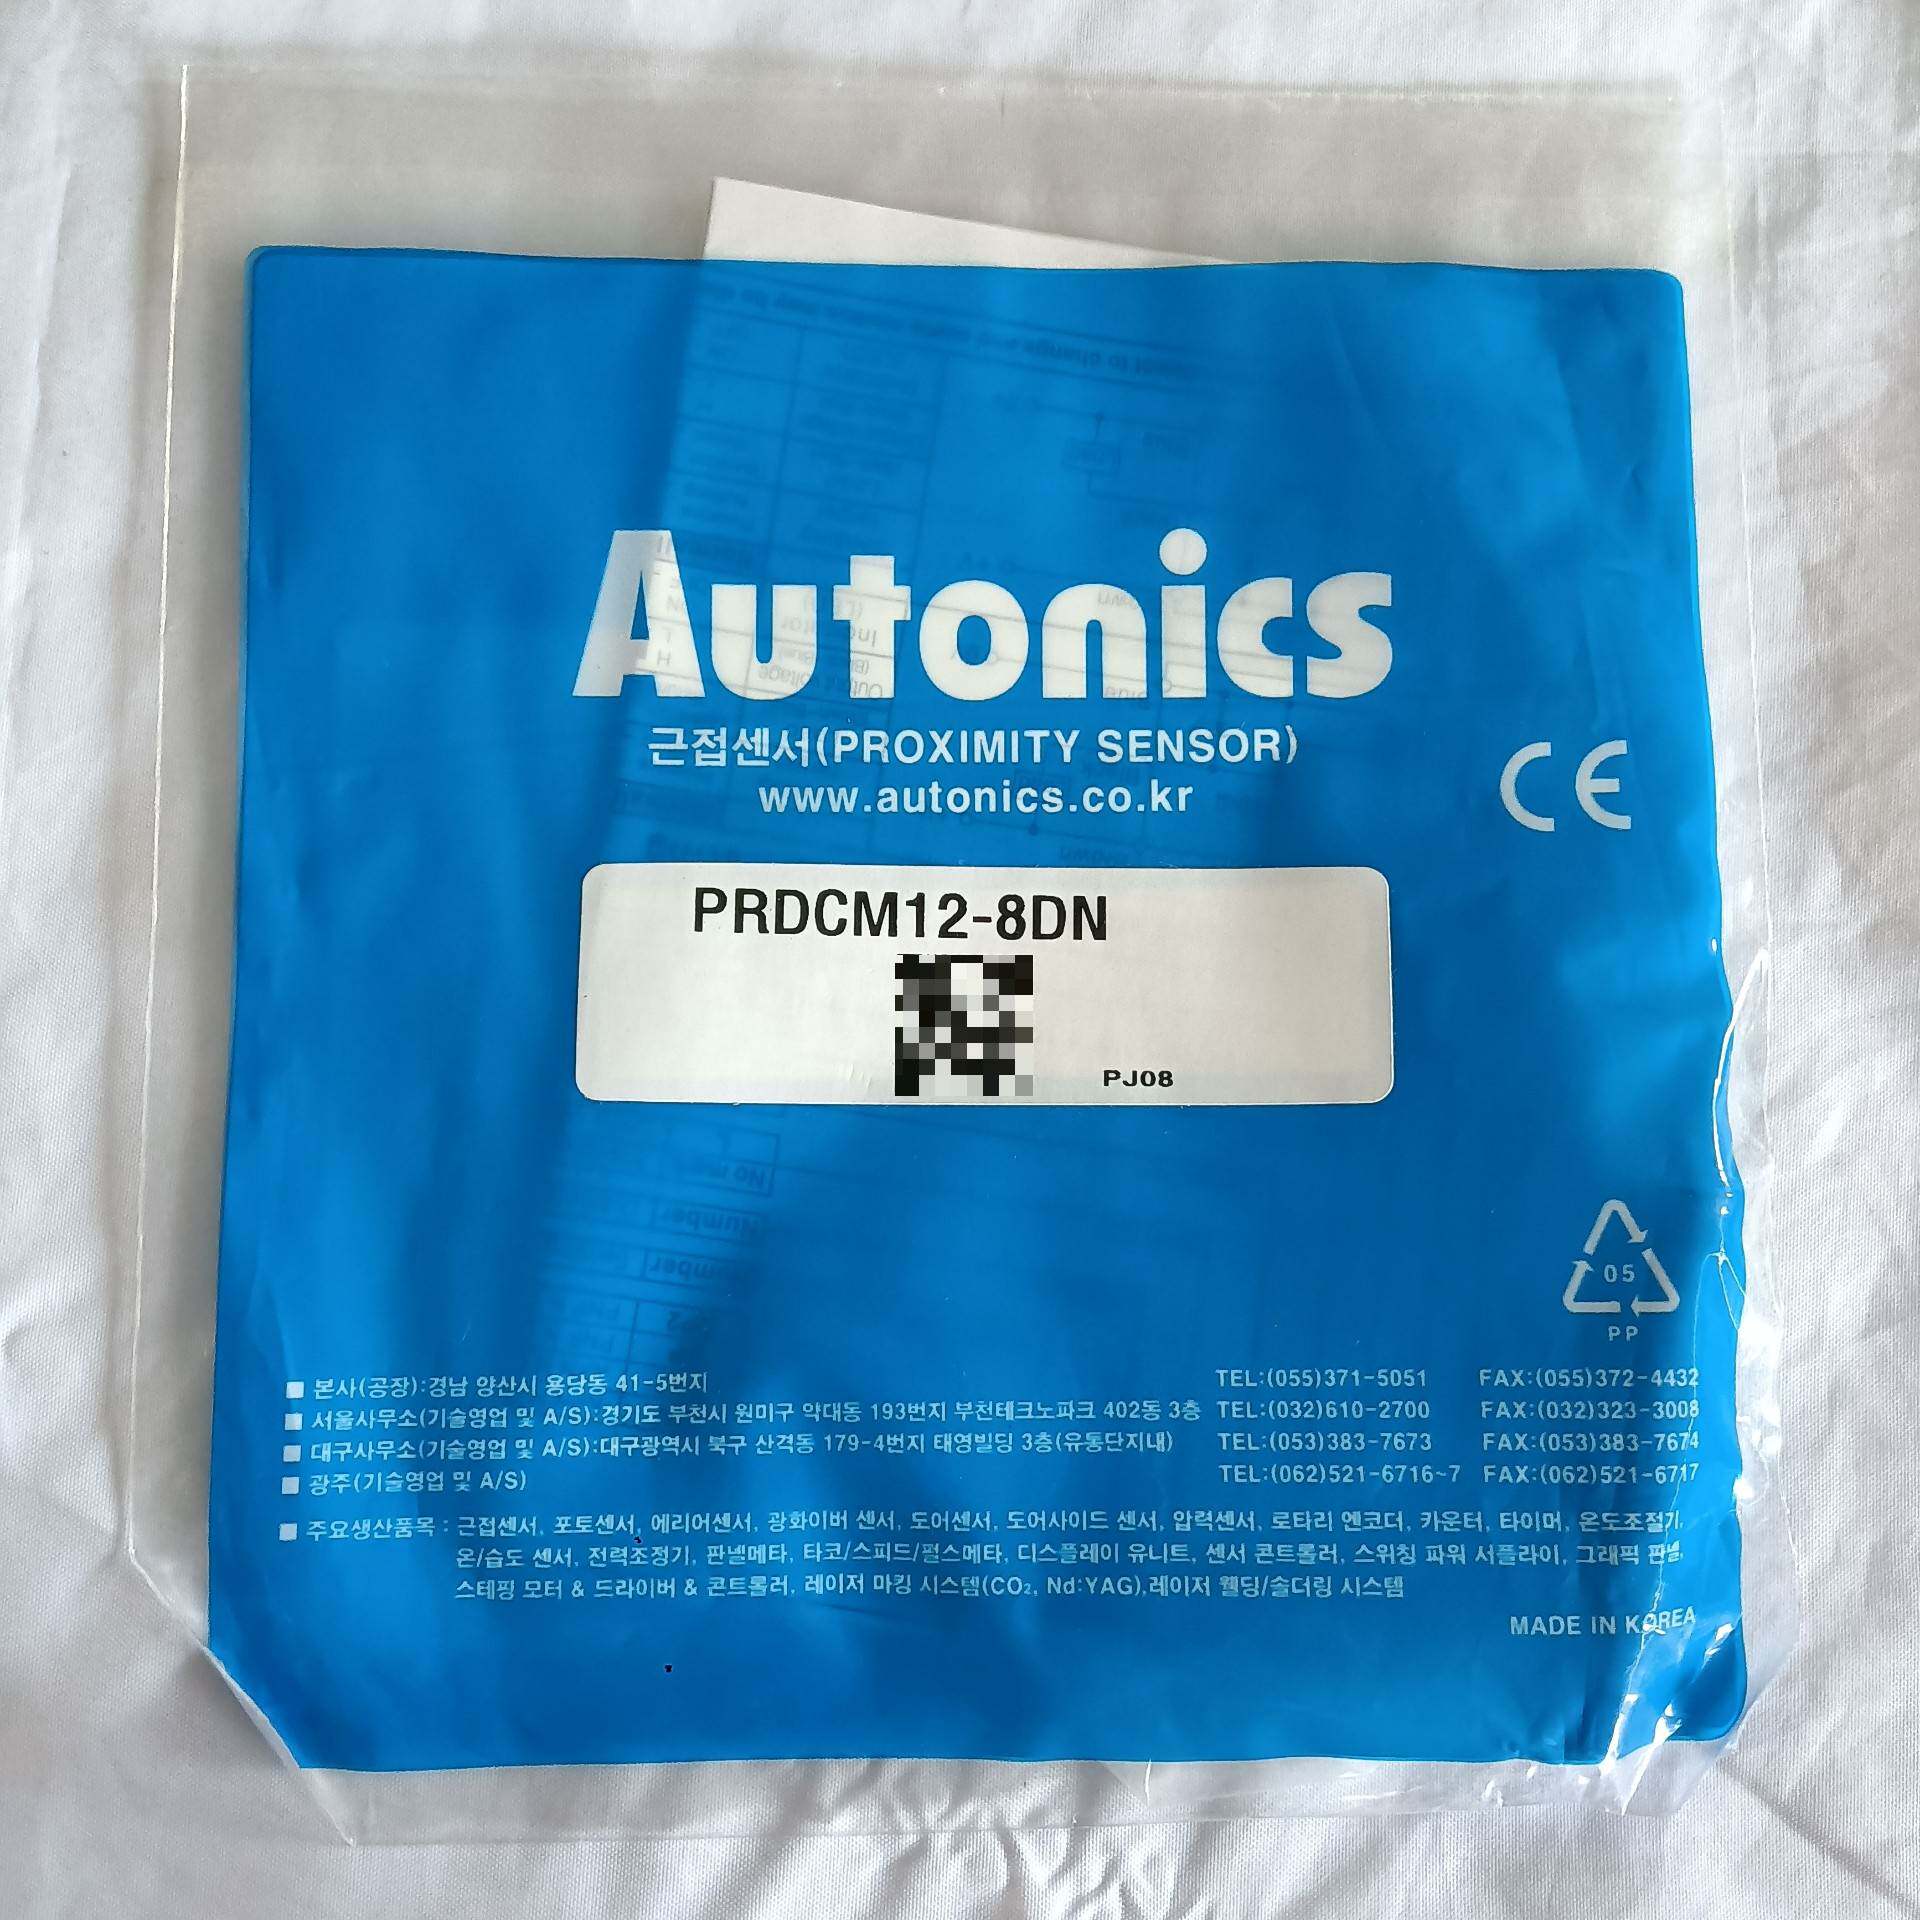 Autonics
근접센서(PROXIMITY SENSOR)
www.autonics.co.kr
CE
PRDCM12-8DN
PJ08
05
PP
■ 본사(공장):경남 양산시 용당동 41-5번지 TEL:(055)371-5051 FAX:(055)372-4432
■ 서울사무소(기술영업 및 A/S):경기도 부천시 원미구 약대동 193번지 부천테크노파크 402동 3층 TEL:(032)610-2700 FAX:(032)323-3008
■ 대구사무소(기술영업 및 A/S):대구광역시 북구 산격동 179-4번지 태영빌딩 3층(유통단지내) TEL:(053)383-7673 FAX:(053)383-7674
■ 광주(기술영업 및 A/S) TEL:(062)521-6716~7 FAX:(062)521-6717
■ 주요생산품목 : 근접센서, 포토센서, 에리어센서, 광화이버 센서, 도어센서, 도어사이드 센서, 압력센서, 로타리 엔코더, 카운터, 타이머, 온도조절기,
온/습도 센서, 전력조정기, 판넬메타, 타코/스피드/펄스메타, 디스플레이 유니트, 센서 콘트롤러, 스위칭 파워 서플라이, 그래픽 판넬,
스테핑 모터 & 드라이버 & 콘트롤러, 레이저 마킹 시스템(CO₂, Nd:YAG),레이저 웰딩/솔더링 시스템
MADE IN KOREA